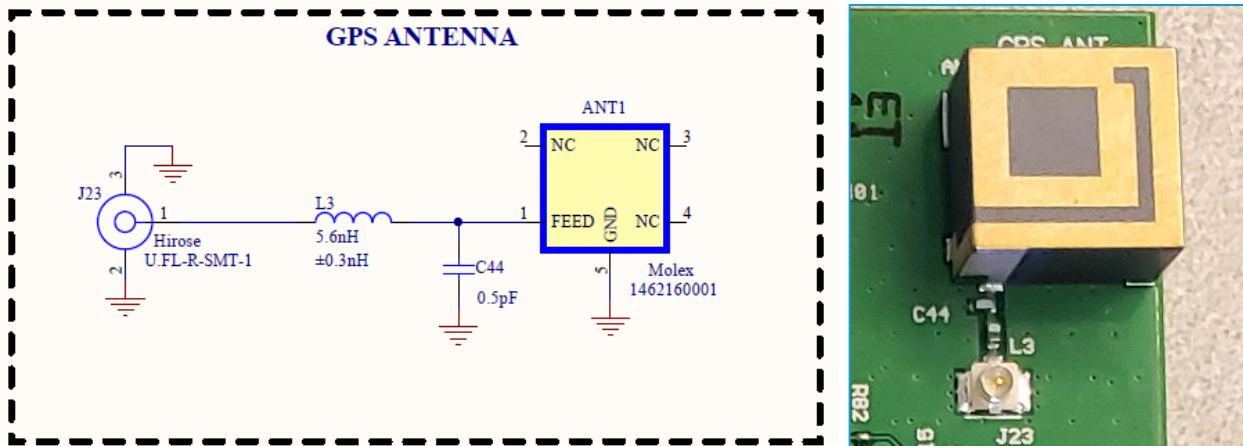 GPS ANTENNA
ANT1
2
NC
NC
3
3
J23
1
L3
5.6nH
±0.3nH
1
FEED
GND
NC
4
Hirose
U.FL-R-SMT-1
2
C44
0.5pF
5
Molex
1462160001
GPS ANT
C44
L3
R82
J23